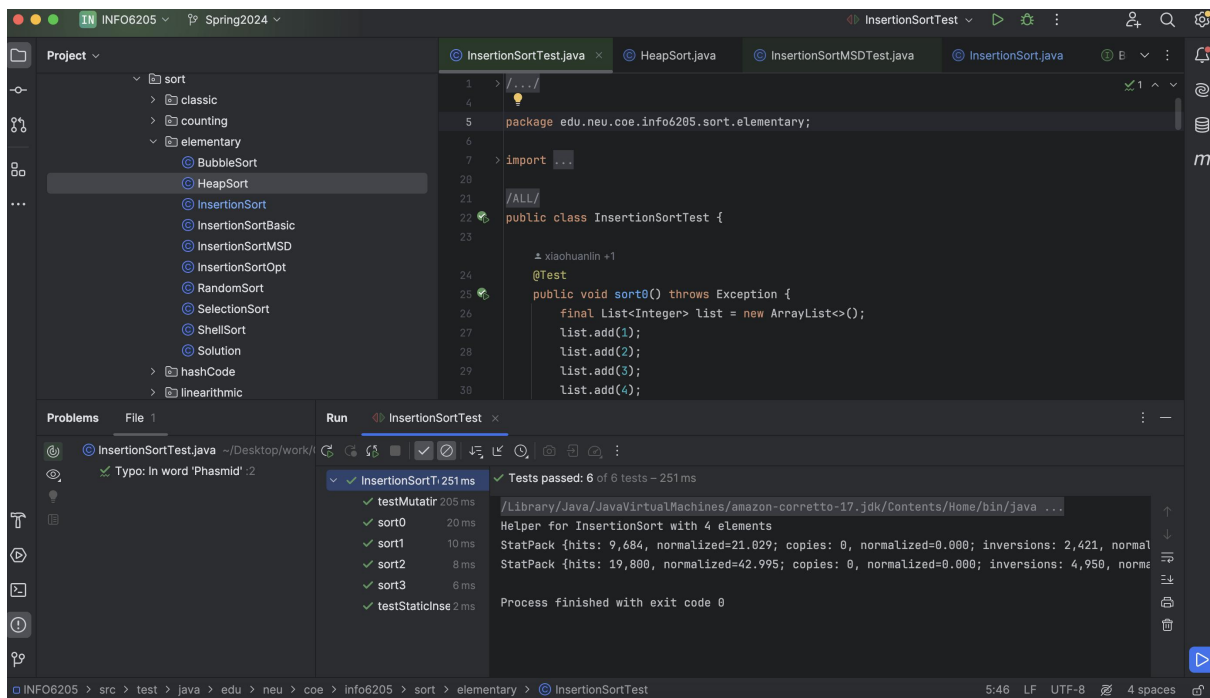 IN INFO6205 Spring2024 InsertionSortTest
Project
InsertionSortTest.java HeapSort.java InsertionSortMSDTest.java InsertionSort.java B
sort
classic
counting
elementary
BubbleSort
HeapSort
InsertionSort
InsertionSortBasic
InsertionSortMSD
InsertionSortOpt
RandomSort
SelectionSort
ShellSort
Solution
hashCode
linearithmic
1 /.../ 1
4
5 package edu.neu.coe.info6205.sort.elementary;
6
7 import ...
20
21 /ALL/
22 public class InsertionSortTest {
23
xiaohuanlin +1
24 @Test
25 public void sort0() throws Exception {
26 final List<Integer> list = new ArrayList<>();
27 list.add(1);
28 list.add(2);
29 list.add(3);
30 list.add(4);
Problems File 1
InsertionSortTest.java ~/Desktop/work/
Typo: In word 'Phasmid' :2
Run InsertionSortTest
InsertionSortT 251 ms
testMutatir 205 ms
sort0 20 ms
sort1 10 ms
sort2 8 ms
sort3 6 ms
testStaticInse 2 ms
Tests passed: 6 of 6 tests – 251 ms
/Library/Java/JavaVirtualMachines/amazon-corretto-17.jdk/Contents/Home/bin/java ...
Helper for InsertionSort with 4 elements
StatPack {hits: 9,684, normalized=21.029; copies: 0, normalized=0.000; inversions: 2,421, normal
StatPack {hits: 19,800, normalized=42.995; copies: 0, normalized=0.000; inversions: 4,950, norma
Process finished with exit code 0
INFO6205 > src > test > java > edu > neu > coe > info6205 > sort > elementary > InsertionSortTest 5:46 LF UTF-8 4 spaces